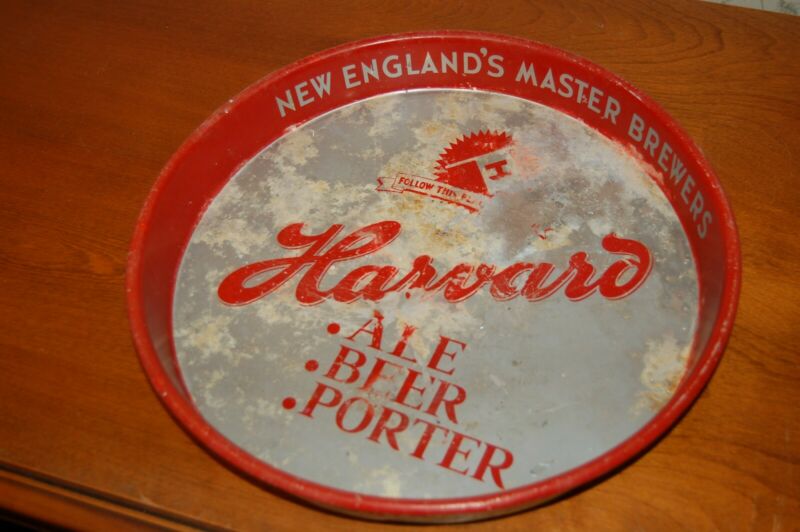 NEW ENGLAND'S MASTER BREWERS
H
FOLLOW THIS
Harvard
• ALE
• BEER
• PORTER